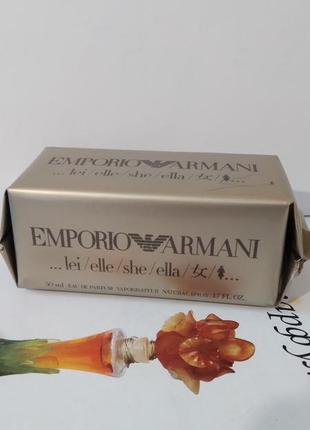 EMPORIO ARMANI
... lei/elle/she/ella/女/ ...
EMPORIO ARMANI
... lei/elle/she/ella/女/ ...
50 ml EAU DE PARFUM VAPORISATEUR NATURAL SPRAY 1.7 FL. OZ.